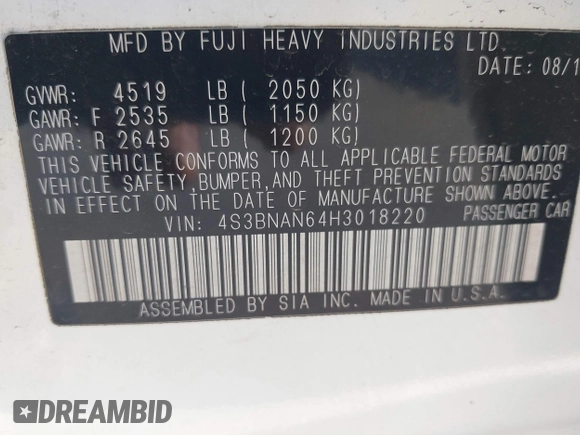 MFD BY FUJI HEAVY INDUSTRIES LTD.
DATE: 08/1
GVWR: 4519 LB ( 2050 KG)
GAWR: F 2535 LB ( 1150 KG)
GAWR: R 2645 LB ( 1200 KG)
THIS VEHICLE CONFORMS TO ALL APPLICABLE FEDERAL MOTOR
VEHICLE SAFETY, BUMPER, AND THEFT PREVENTION STANDARDS
IN EFFECT ON THE DATE OF MANUFACTURE SHOWN ABOVE.
VIN: 4S3BNAN64H3018220 PASSENGER CAR
ASSEMBLED BY SIA INC. MADE IN U.S.A.
DREAMBID